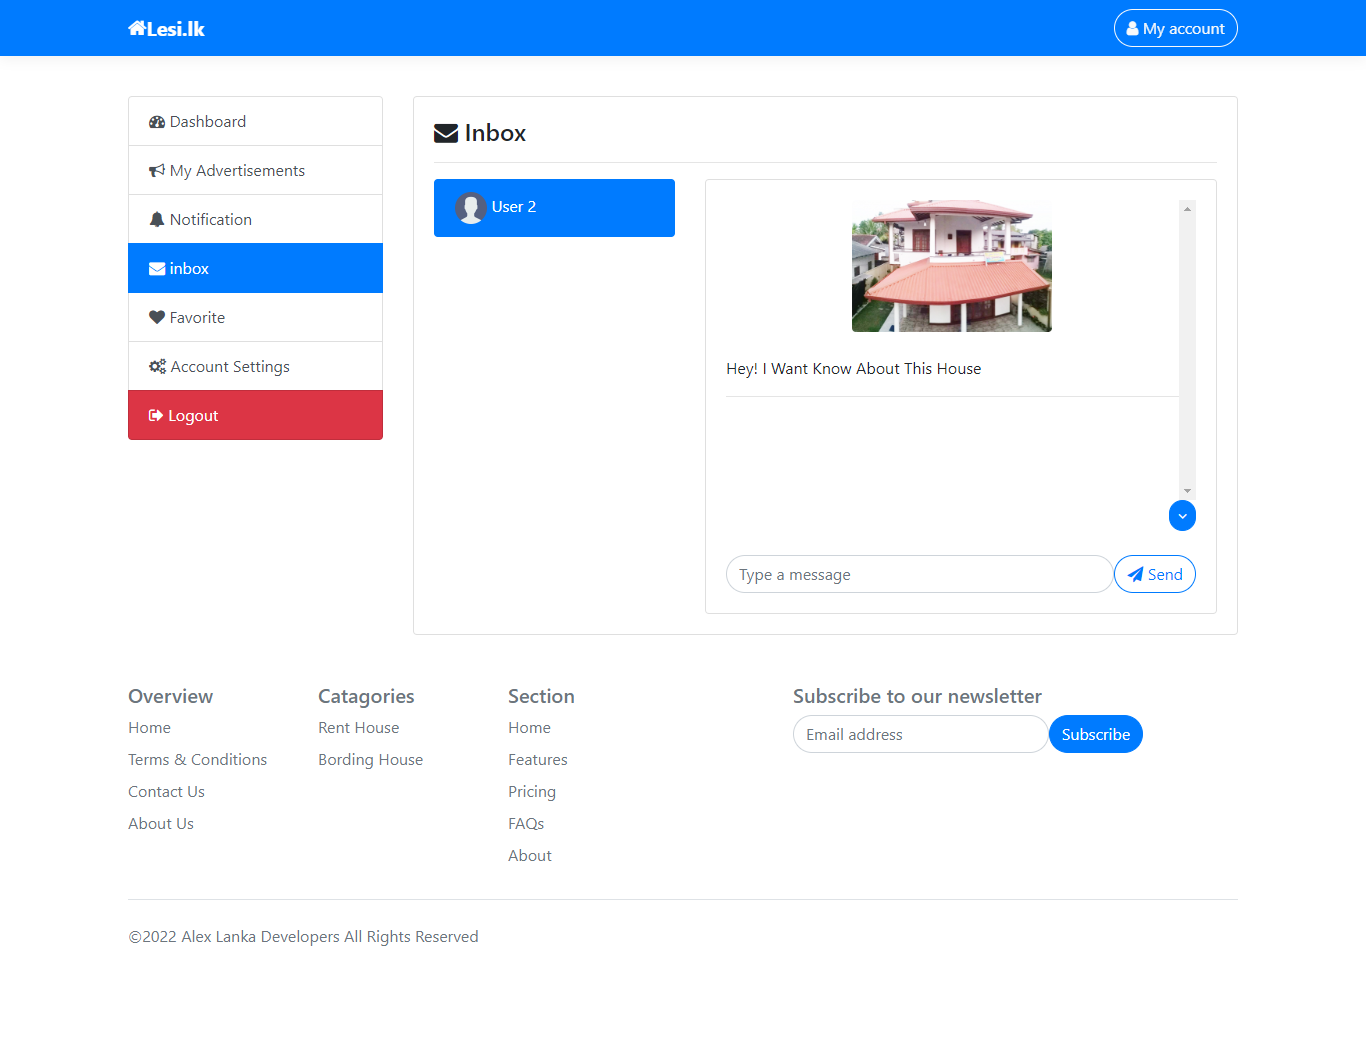 Lesi.lk
My account
Dashboard
My Advertisements
Notification
inbox
Favorite
Account Settings
Logout
Inbox
User 2
Hey! I Want Know About This House
Type a message
Send
Overview
Home
Terms & Conditions
Contact Us
About Us
Catagories
Rent House
Bording House
Section
Home
Features
Pricing
FAQs
About
Subscribe to our newsletter
Email address
Subscribe
©2022 Alex Lanka Developers All Rights Reserved